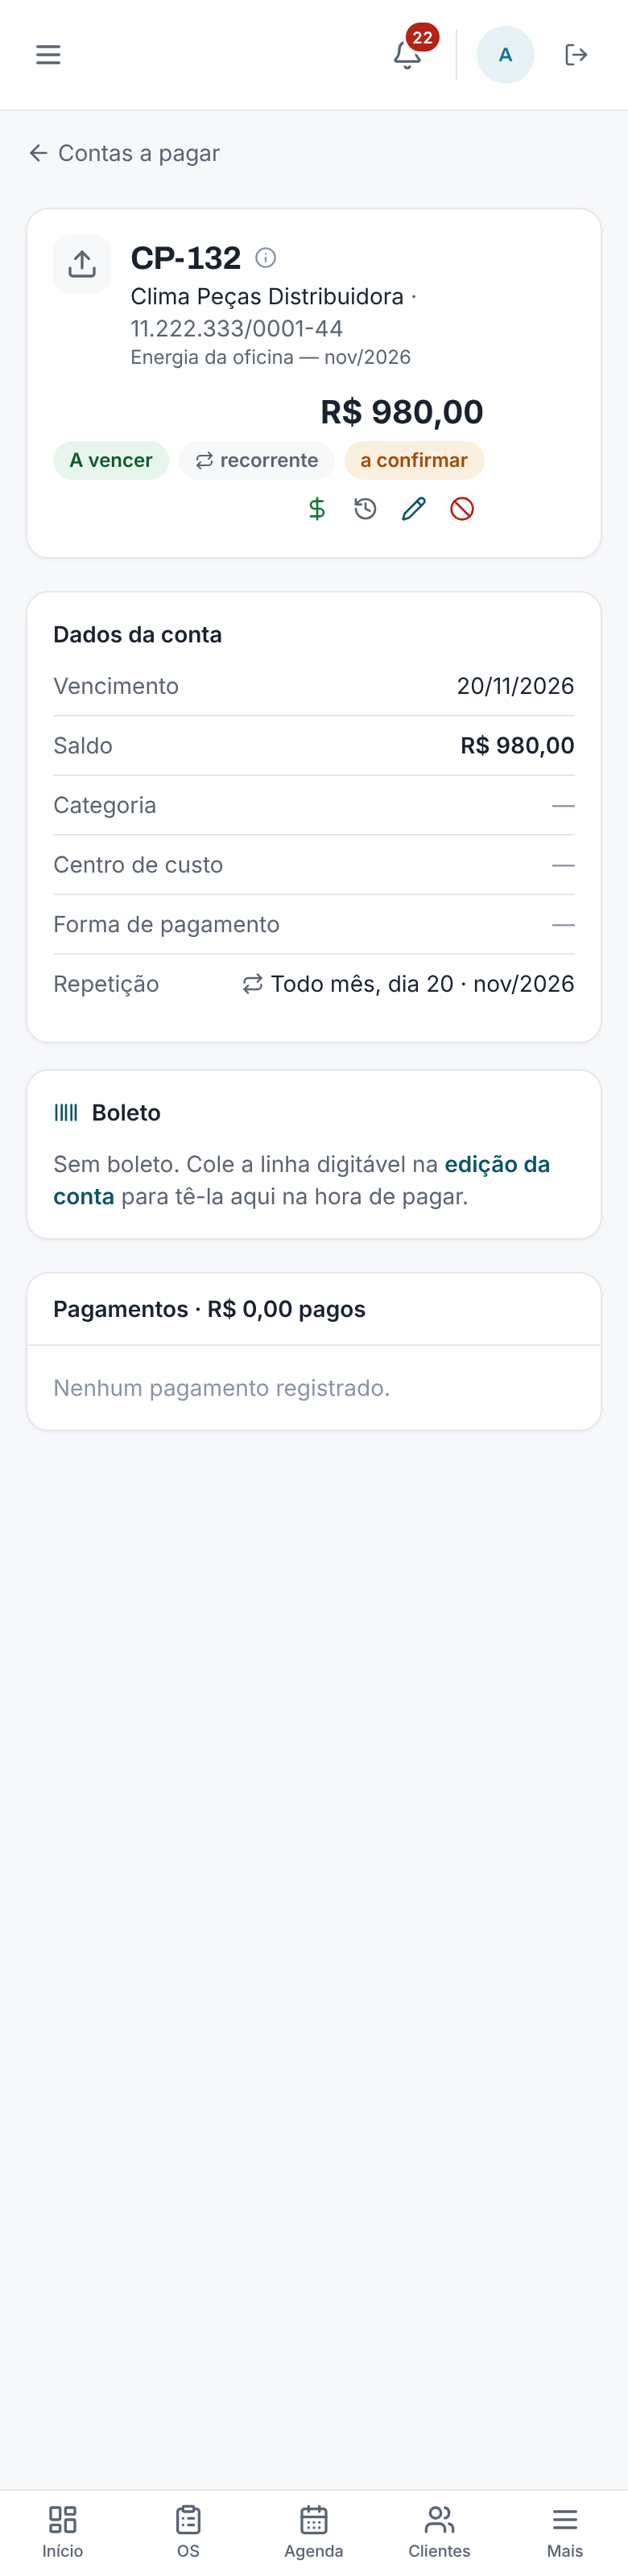 22
A
Contas a pagar
CP-132
Clima Peças Distribuidora ·
11.222.333/0001-44
Energia da oficina — nov/2026
R$ 980,00
A vencer recorrente a confirmar
Dados da conta
Vencimento 20/11/2026
Saldo R$ 980,00
Categoria —
Centro de custo —
Forma de pagamento —
Repetição Todo mês, dia 20 · nov/2026
Boleto
Sem boleto. Cole a linha digitável na edição da
conta para tê-la aqui na hora de pagar.
Pagamentos · R$ 0,00 pagos
Nenhum pagamento registrado.
Início OS Agenda Clientes Mais